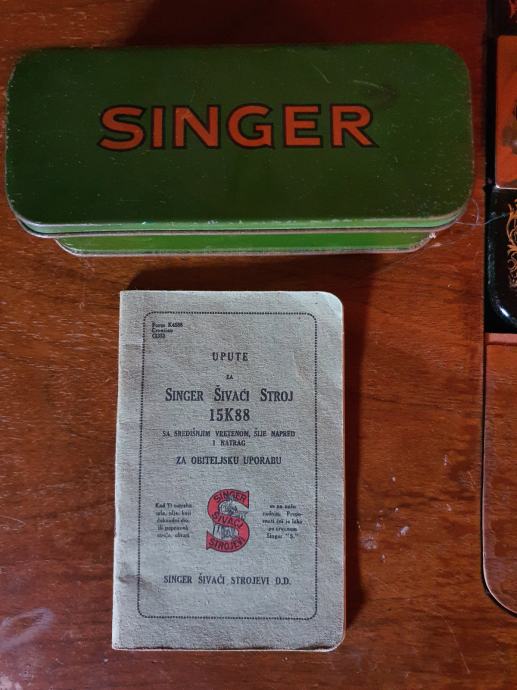 SINGER
Form K4588
Croatian
UPUTE
ZA
SINGER ŠIVAĆI STROJ
15K88
SA SREDIŠNJIM VRETENOM, ŠIJE NAPRED
I NATRAG
ZA OBITELJSKU UPORABU
SINGER
ŠIVAĆI
STROJEVI
SINGER ŠIVAĆI STROJEVI D.D.